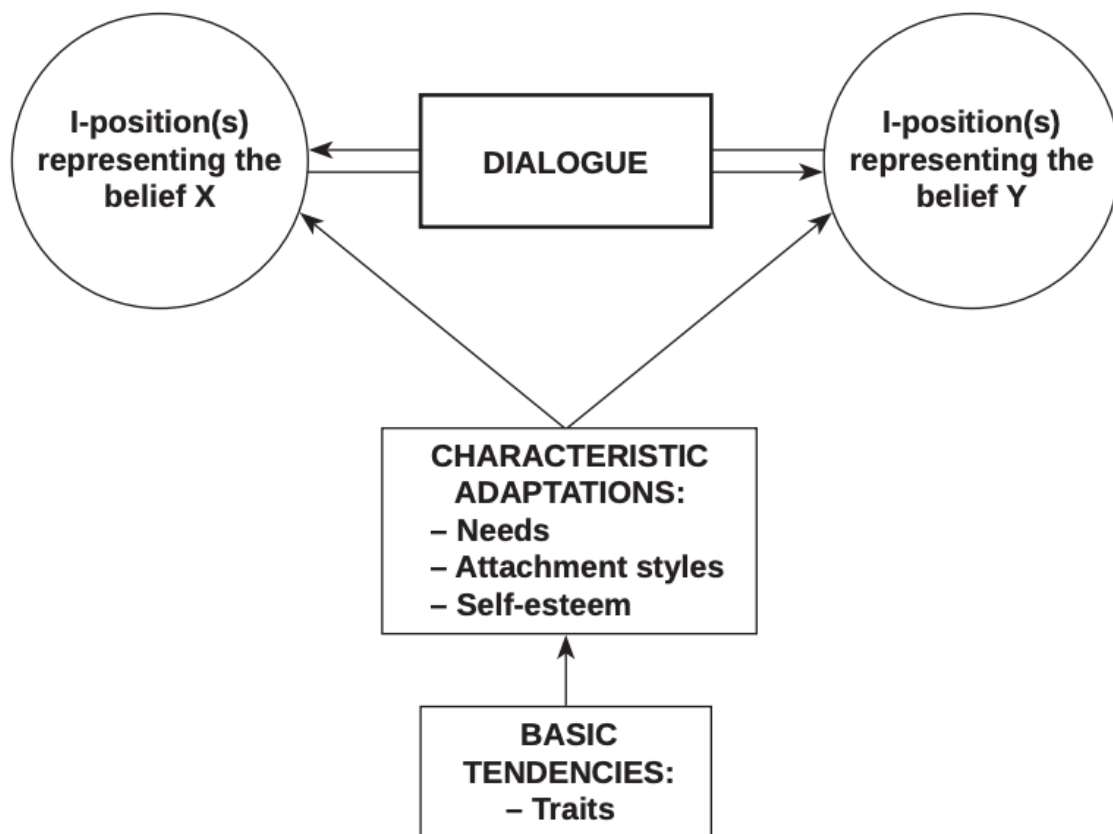 I-position(s)
representing the
belief X
DIALOGUE
I-position(s)
representing the
belief Y
CHARACTERISTIC
ADAPTATIONS:
– Needs
– Attachment styles
– Self-esteem
BASIC
TENDENCIES:
– Traits